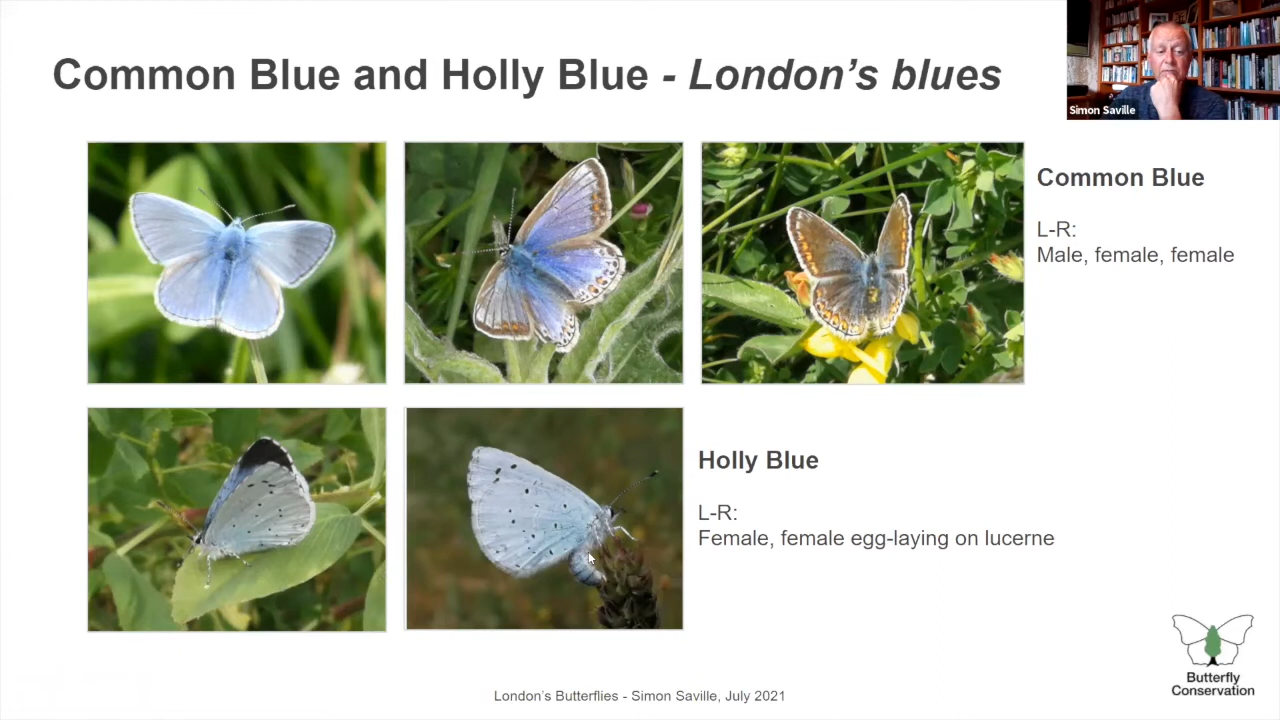 Common Blue and Holly Blue - London’s blues
Simon Saville
Common Blue
L-R:
Male, female, female
Holly Blue
L-R:
Female, female egg-laying on lucerne
Butterfly
Conservation
London’s Butterflies - Simon Saville, July 2021